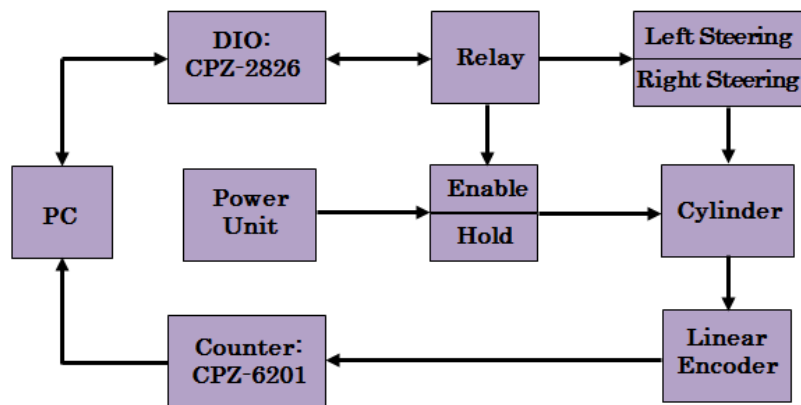 DIO:
CPZ-2826
Relay
Left Steering
Right Steering
PC
Power
Unit
Enable
Hold
Cylinder
Counter:
CPZ-6201
Linear
Encoder